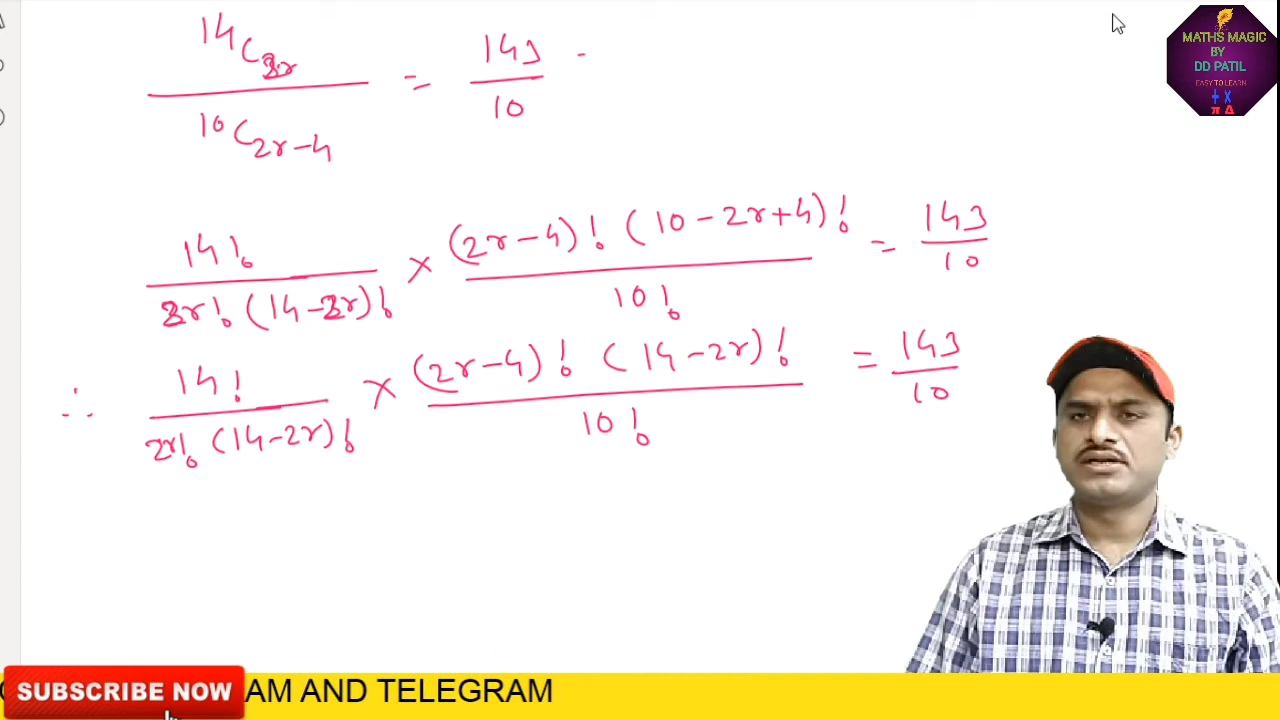 14C2r / 10C2r-4 = 143/10
14! / 2r! (14-2r)! × (2r-4)! (10-2r+4)! / 10! = 143/10
∴ 14! / 2r! (14-2r)! × (2r-4)! (14-2r)! / 10! = 143/10
MATHS MAGIC
BY
DD PATIL
EASY TO LEARN
+ X
π Δ
SUBSCRIBE NOW
AM AND TELEGRAM